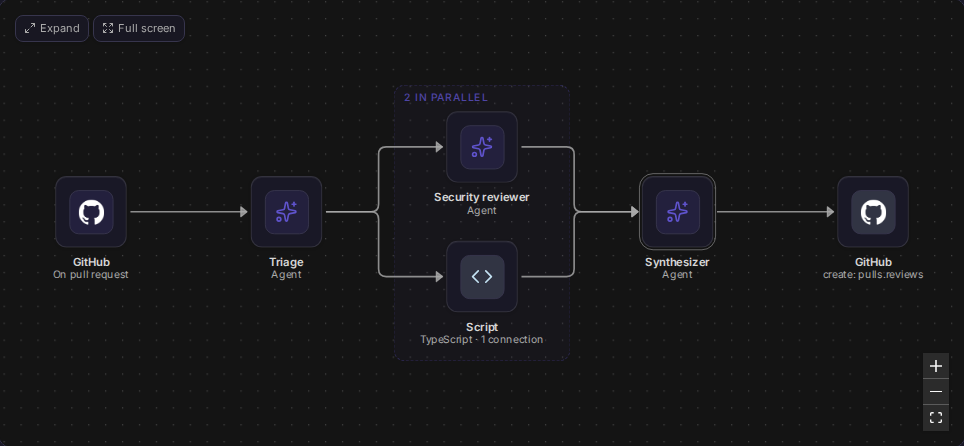 Expand
Full screen
2 IN PARALLEL
Security reviewer
Agent
GitHub
On pull request
Triage
Agent
Synthesizer
Agent
GitHub
create: pulls.reviews
Script
TypeScript · 1 connection